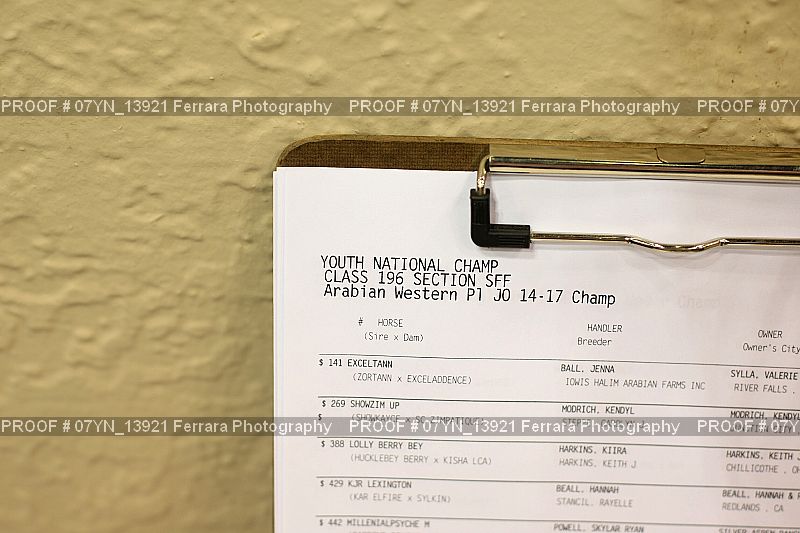 PROOF # 07YN_13921 Ferrara Photography PROOF # 07YN_13921 Ferrara Photography PROOF # 07Y
YOUTH NATIONAL CHAMP
CLASS 196 SECTION SFF
Arabian Western Pl JO 14-17 Champ
# HORSE HANDLER OWNER
(Sire x Dam) Breeder Owner's City
$ 141 EXCELTANN BALL, JENNA SYLLA, VALERIE
(ZORTANN x EXCELADDENCE) IOWIS HALIM ARABIAN FARMS INC RIVER FALLS ,
$ 269 SHOWZIM UP MODRICH, KENDYL MODRICH, KENDYL
$ (SHOWKAYCE x
PROOF # 07YN_13921 Ferrara Photography PROOF # 07YN_13921 Ferrara Photography PROOF # 07Y
$ 388 LOLLY BERRY BEY HARKINS, KIIRA HARKINS, KEITH J
(HUCKLEBEY BERRY x KISHA LCA) HARKINS, KEITH J CHILLICOTHE , OH
$ 429 KJR LEXINGTON BEALL, HANNAH BEALL, HANNAH &
(KAR ELFIRE x SYLKIN) STANCIL, RAYELLE REDLANDS , CA
$ 442 MILLENIALPSYCHE M POWELL, SKYLAR RYAN